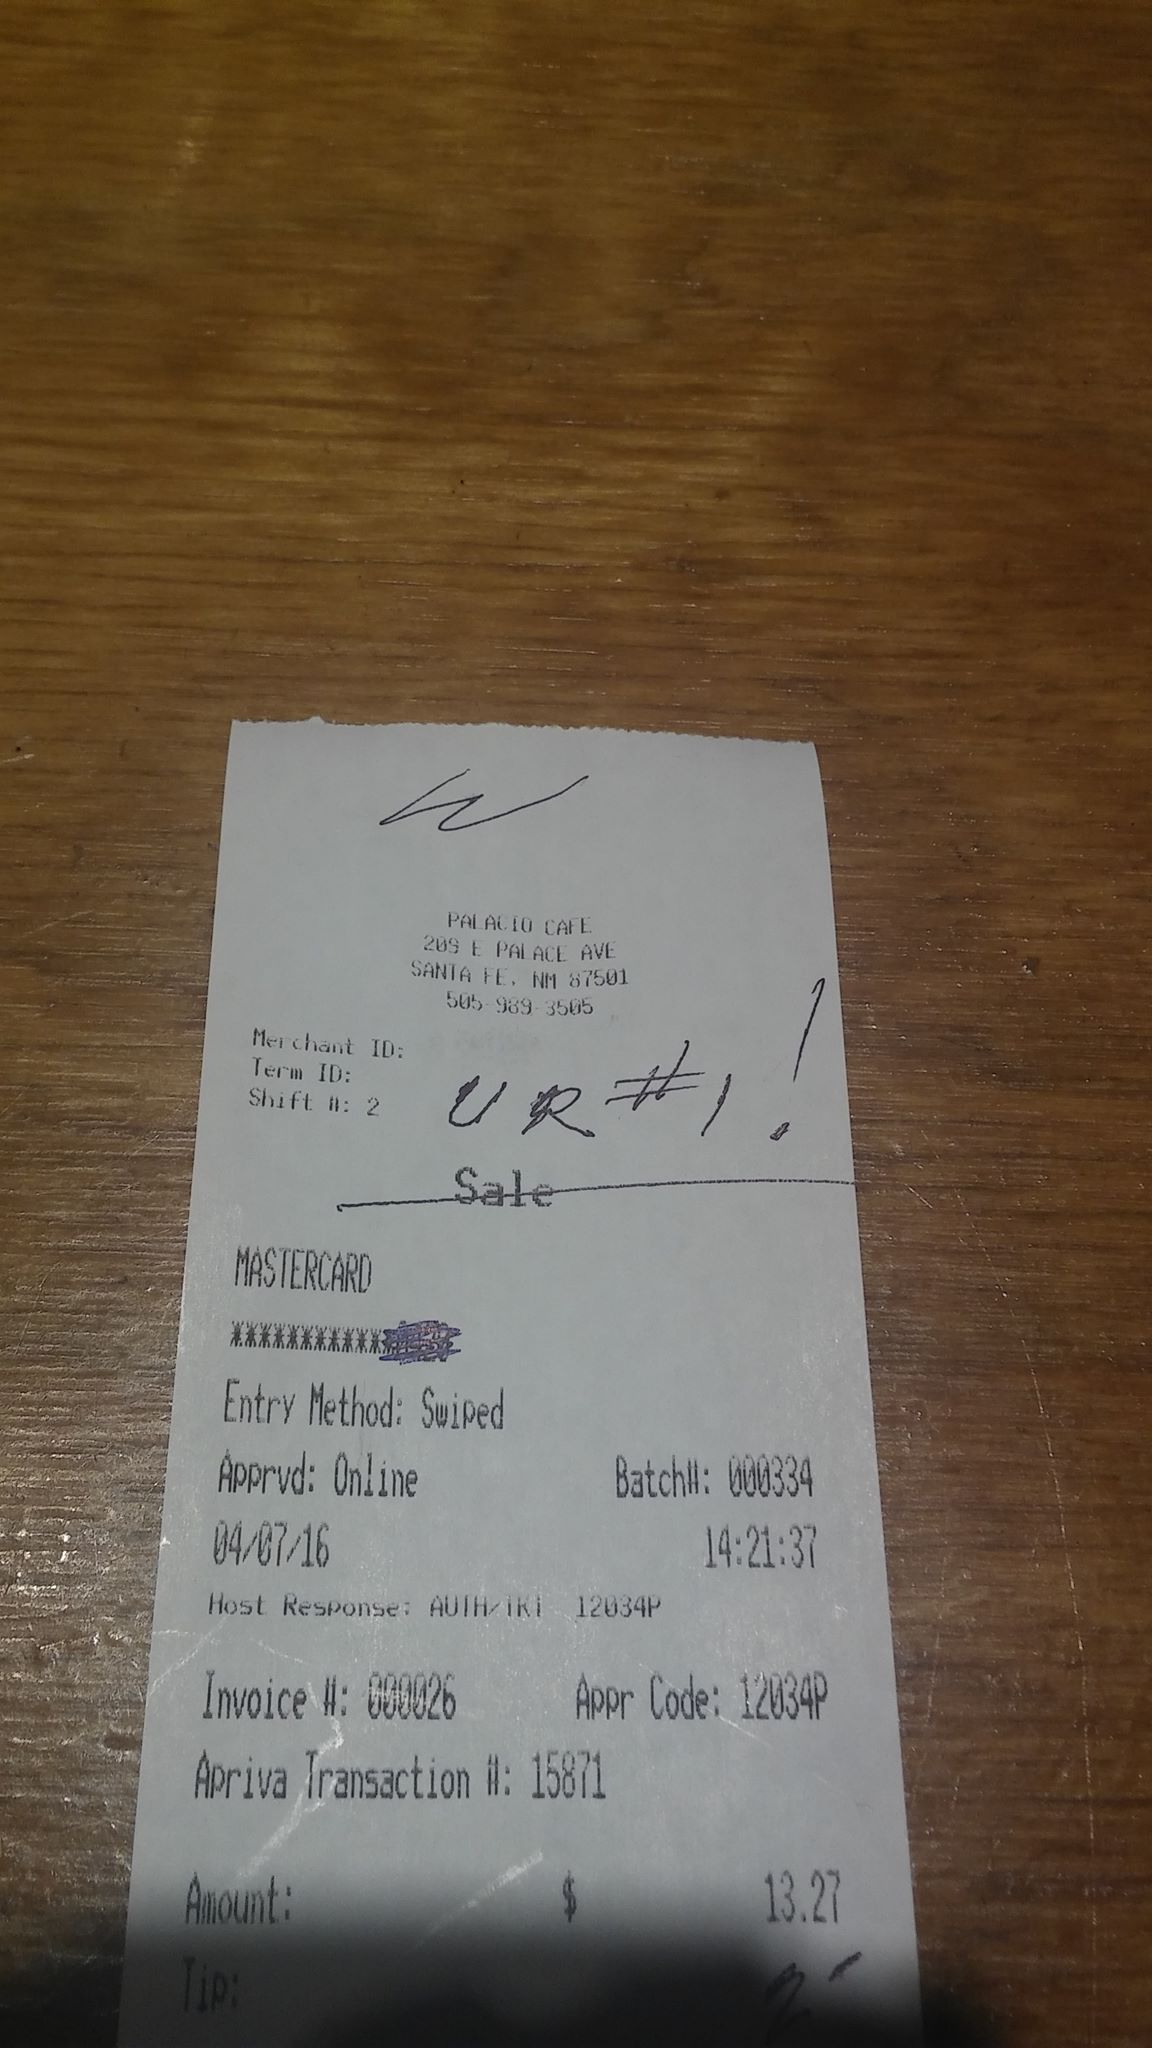 W
PALACIO CAFE
209 E PALACE AVE
SANTA FE, NM 87501
505-989-3505
Merchant ID:
Term ID:
Shift #: 2
UR #1!
Sale
MASTERCARD
***********
Entry Method: Swiped
Apprvd: Online Batch#: 000334
04/07/16 14:21:37
Host Response: AUTH/TKT 12034P
Invoice #: 000026 Appr Code: 12034P
Apriva Transaction #: 15871
Amount: $ 13.27
Tip: 2